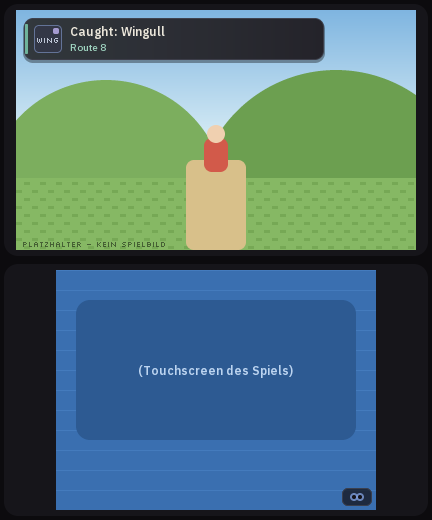 WING
Caught: Wingull
Route 8
PLATZHALTER — KEIN SPIELBILD
(Touchscreen des Spiels)